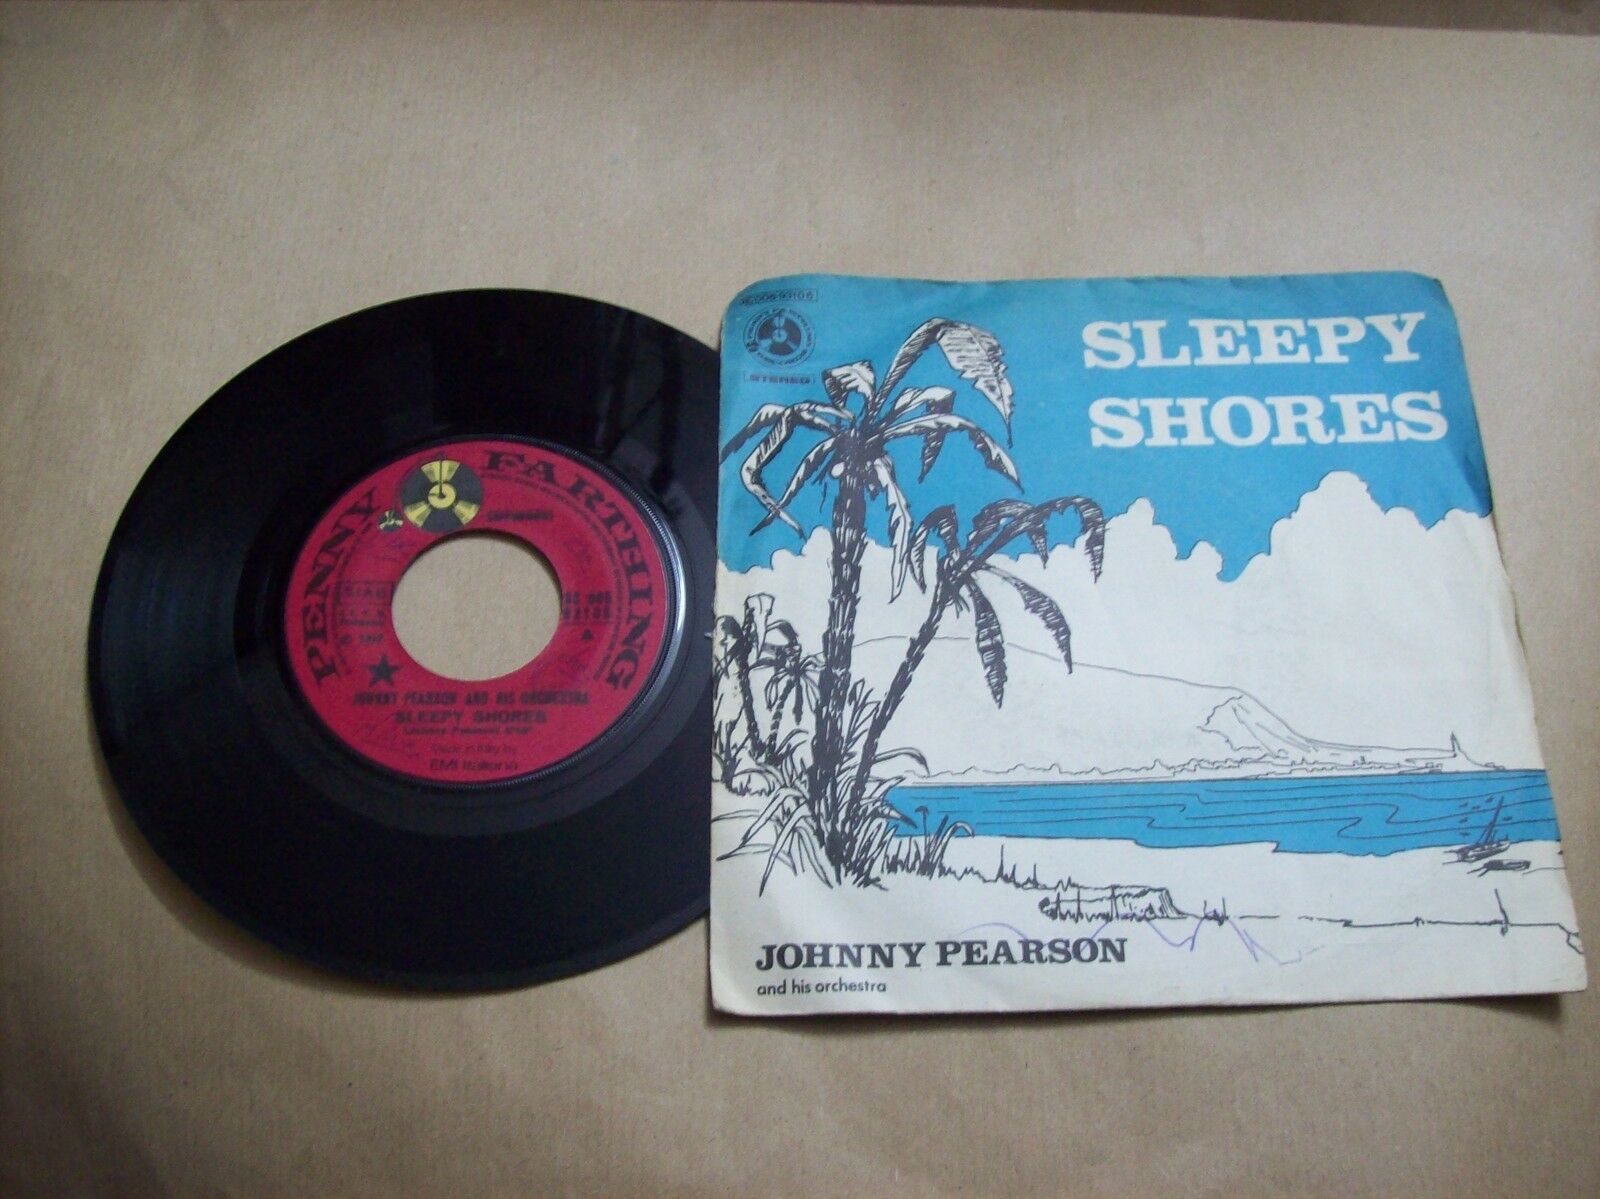 PENNY FARTHING
JOHNNY PEARSON AND HIS ORCHESTRA
SLEEPY SHORES
Made in Italy by
EMI Italiana
STEREO
SLEEPY
SHORES
JOHNNY PEARSON
and his orchestra